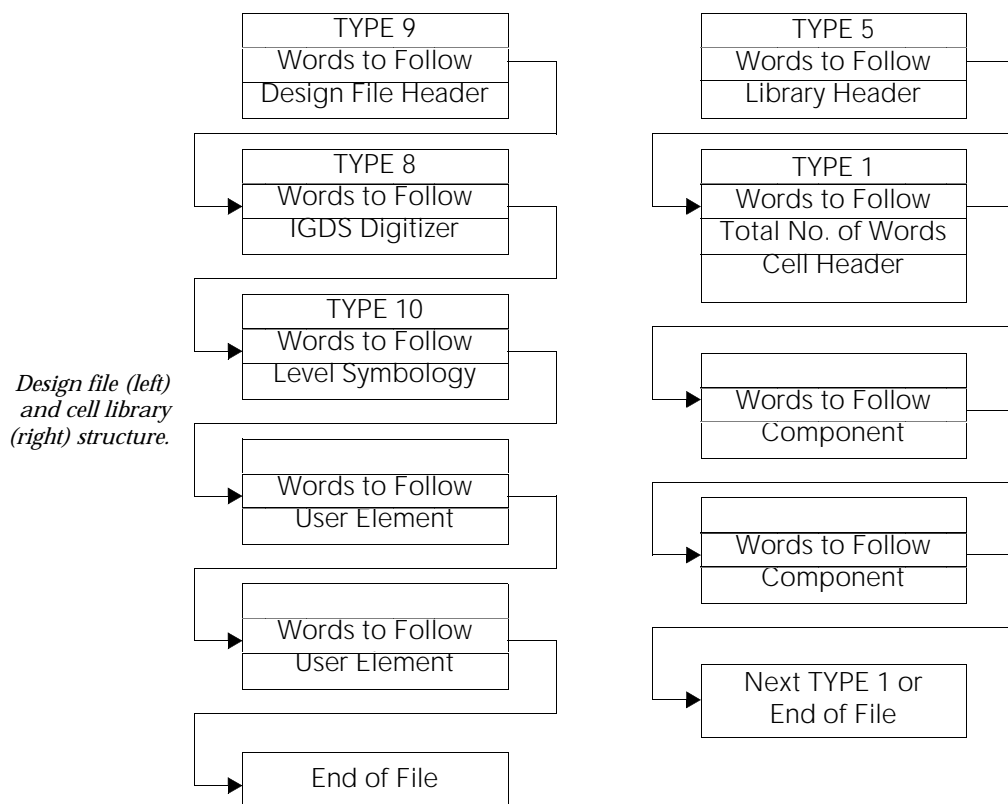 TYPE 9
Words to Follow
Design File Header
TYPE 8
Words to Follow
IGDS Digitizer
TYPE 10
Words to Follow
Level Symbology
Design file (left)
and cell library
(right) structure.
Words to Follow
User Element
Words to Follow
User Element
End of File
TYPE 5
Words to Follow
Library Header
TYPE 1
Words to Follow
Total No. of Words
Cell Header
Words to Follow
Component
Words to Follow
Component
Next TYPE 1 or
End of File